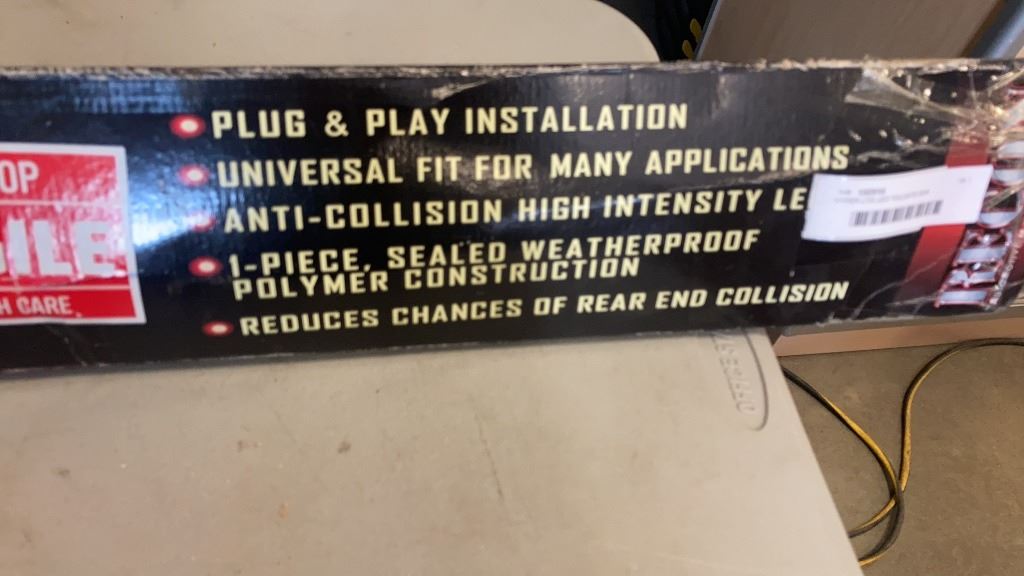 OP
ILE
H CARE
PLUG & PLAY INSTALLATION
UNIVERSAL FIT FOR MANY APPLICATIONS
ANTI-COLLISION HIGH INTENSITY LE
1-PIECE, SEALED WEATHERPROOF
POLYMER CONSTRUCTION
REDUCES CHANCES OF REAR END COLLISION